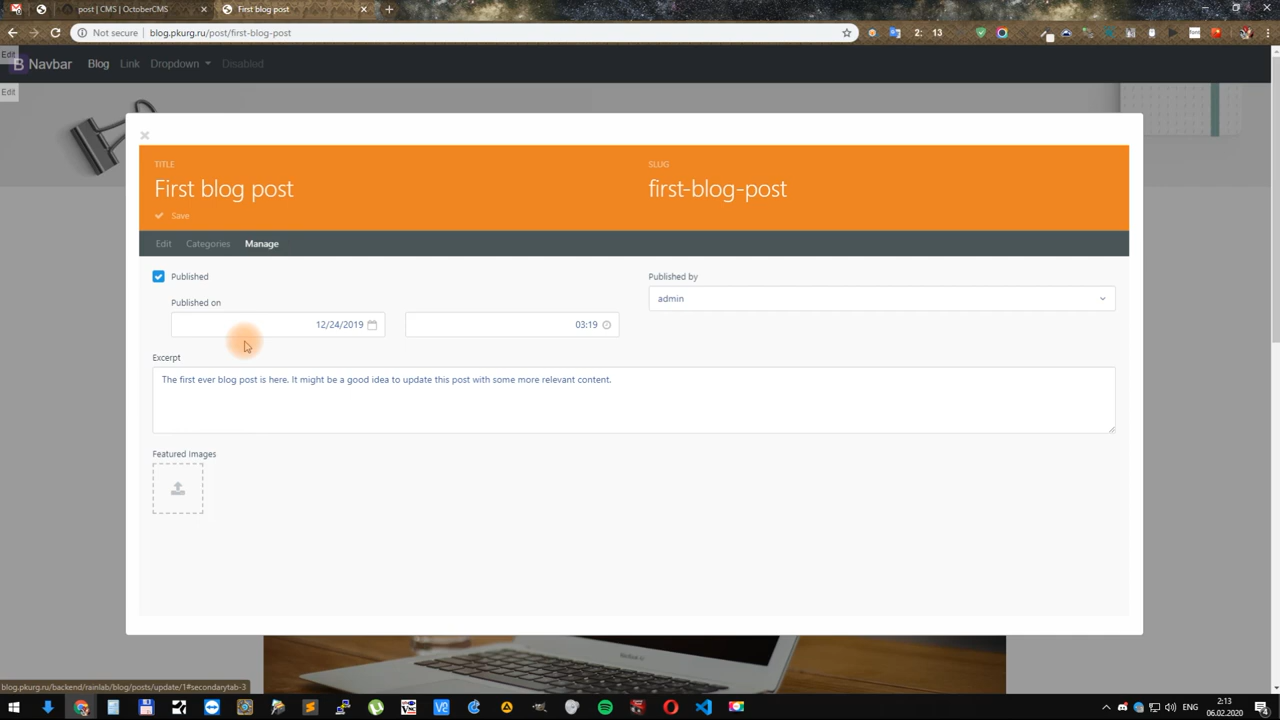 post | CMS | OctoberCMS
First blog post
Not secure
blog.pkurg.ru/post/first-blog-post
2: 13
Edit
Navbar
Blog
Link
Dropdown
Disabled
Edit
TITLE
SLUG
First blog post
first-blog-post
Save
Edit
Categories
Manage
Published
Published by
Published on
admin
12/24/2019
03:19
Excerpt
The first ever blog post is here. It might be a good idea to update this post with some more relevant content.
Featured Images
MacBook Air
blog.pkurg.ru/backend/rainlab/blog/posts/update/1#secondarytab-3
ENG
2:13
06.02.2020